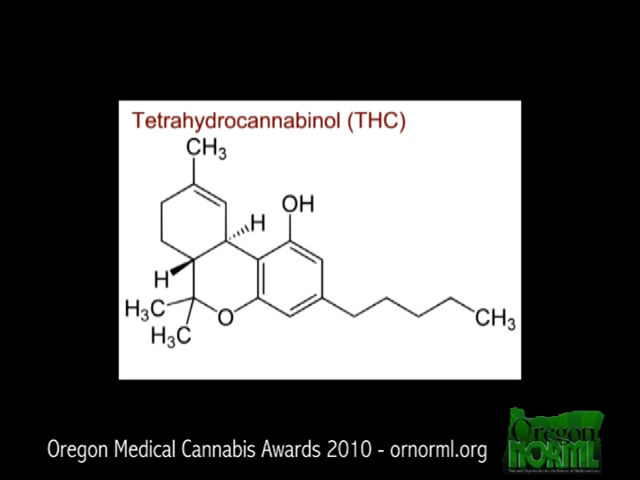 Tetrahydrocannabinol (THC)
CH₃
OH
H
H
H₃C
O
H₃C
CH₃
Oregon Medical Cannabis Awards 2010 - ornorml.org
Oregon
NORML